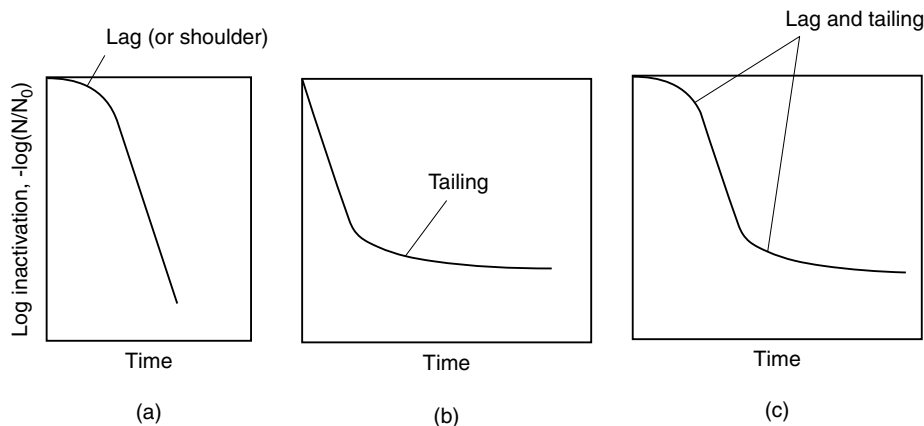 Lag (or shoulder)
Log inactivation, -log(N/N0)
Time
(a)
Tailing
Time
(b)
Lag and tailing
Time
(c)